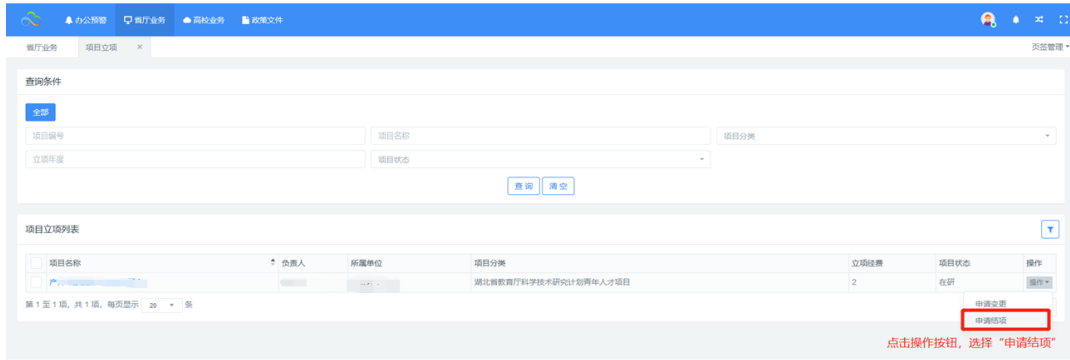 办公预警 省厅业务 高校业务 政策文件
省厅业务 项目立项 × 页签管理
查询条件
全部
项目编号 项目名称 项目分类
立项年度 项目状态
查询 清空
项目立项列表
项目名称 负责人 所属单位 项目分类 立项经费 项目状态 操作
湖北省教育厅科学技术研究计划青年人才项目 2 在研 操作
第 1 至 1 项，共 1 项，每页显示 20 条
申请变更
申请结项
点击操作按钮，选择“申请结项”